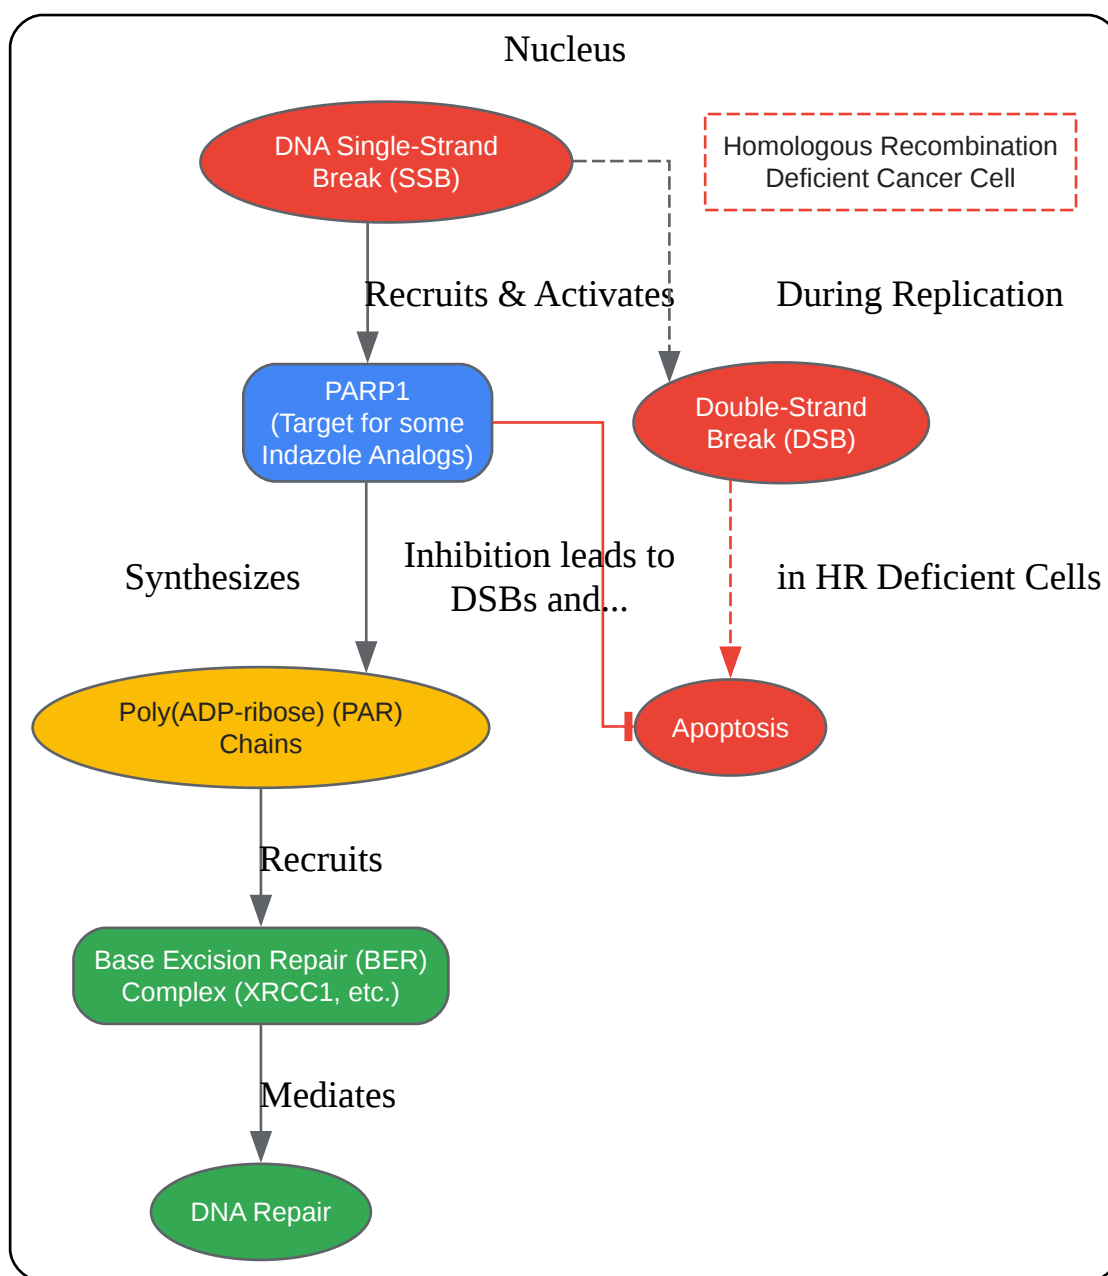 Nucleus
DNA Single-Strand
Break (SSB)
Homologous Recombination
Deficient Cancer Cell
Recruits & Activates
During Replication
PARP1
(Target for some
Indazole Analogs)
Double-Strand
Break (DSB)
Synthesizes
Inhibition leads to
DSBs and...
in HR Deficient Cells
Poly(ADP-ribose) (PAR)
Chains
Apoptosis
Recruits
Base Excision Repair (BER)
Complex (XRCC1, etc.)
Mediates
DNA Repair